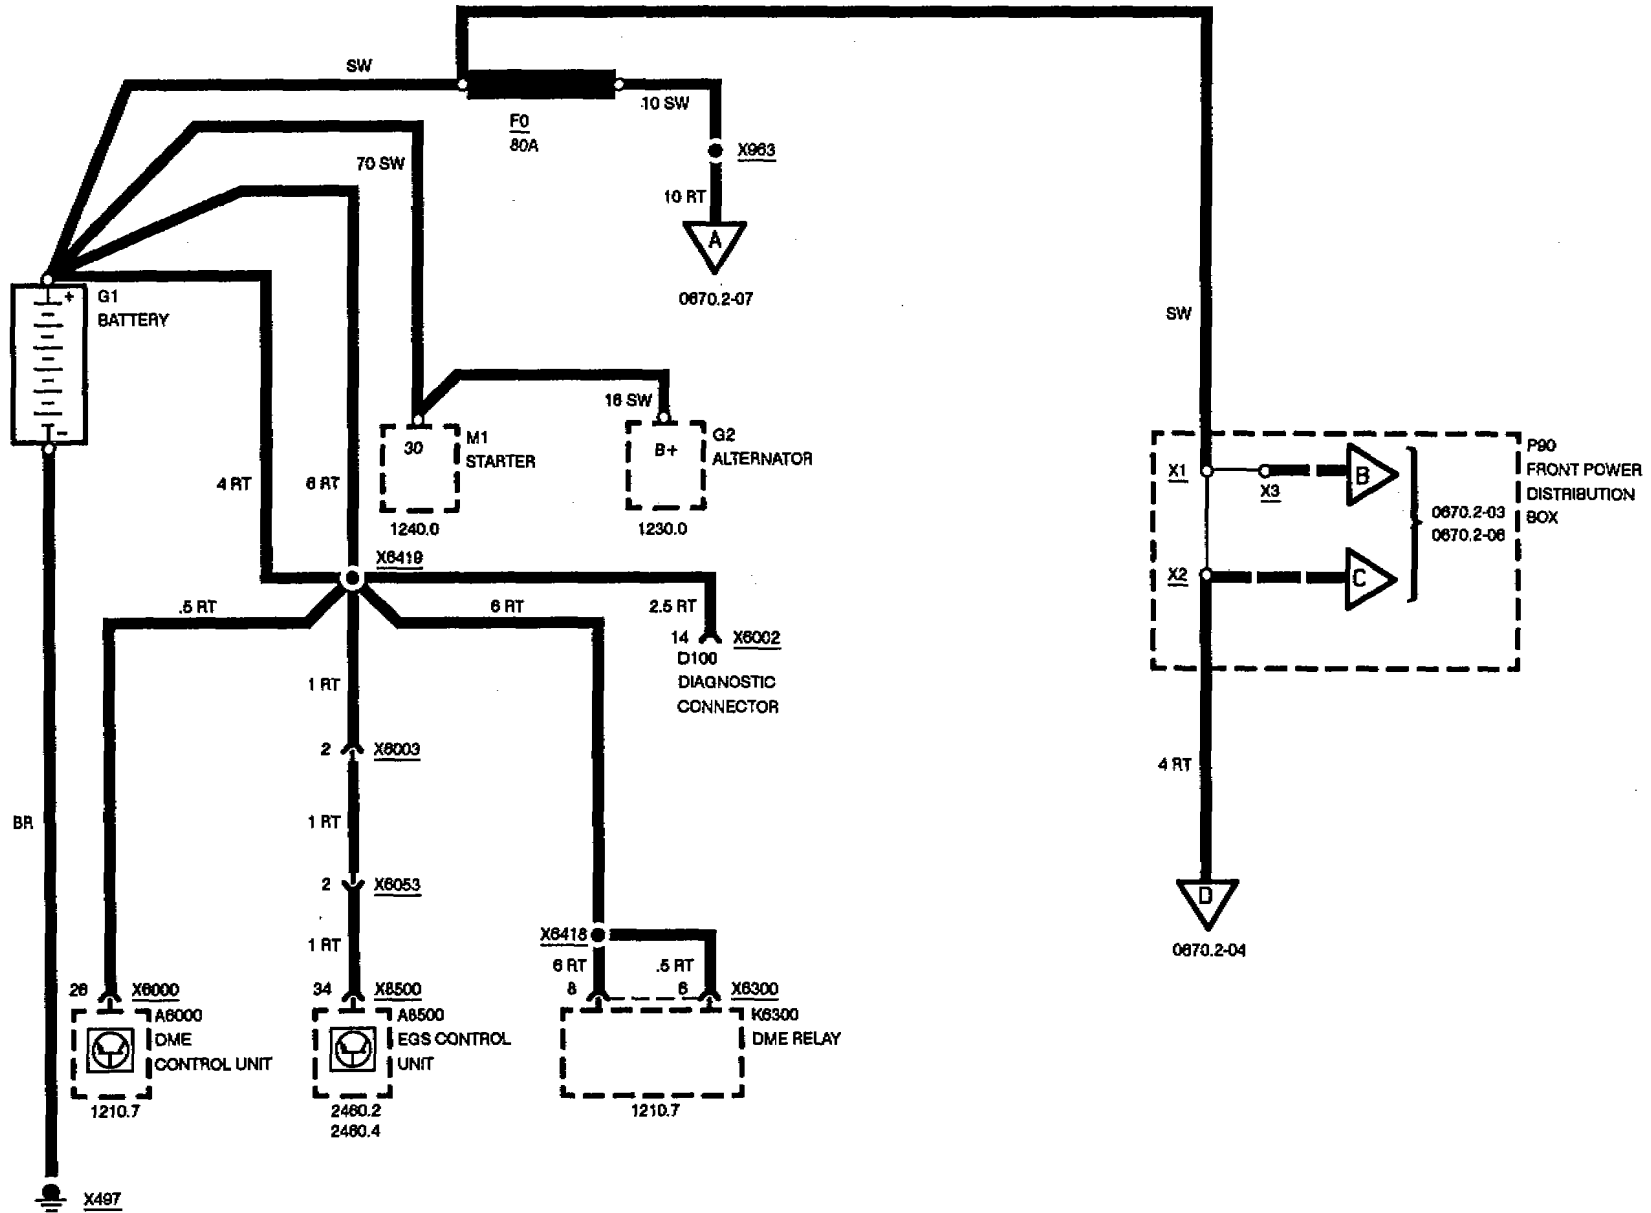 SW
F0
80A
.10 SW
X963
10 RT
A
0670.2-07
70 SW
+
G1
BATTERY
-
SW
16 SW
30
M1
STARTER
1240.0
B+
G2
ALTERNATOR
1230.0
4 RT
6 RT
X6419
P90
FRONT POWER
DISTRIBUTION
BOX
X1
X3
B
0670.2-03
0670.2-06
X2
C
.5 RT
6 RT
2.5 RT
14
X6002
D100
DIAGNOSTIC
CONNECTOR
1 RT
2
X6003
4 RT
BR
1 RT
2
X6053
D
0670.2-04
1 RT
X6418
6 RT
.5 RT
26
X6000
34
X8500
8
6
X6300
A6000
DME
CONTROL UNIT
1210.7
A8500
EGS CONTROL
UNIT
2460.2
2460.4
K6300
DME RELAY
1210.7
X497